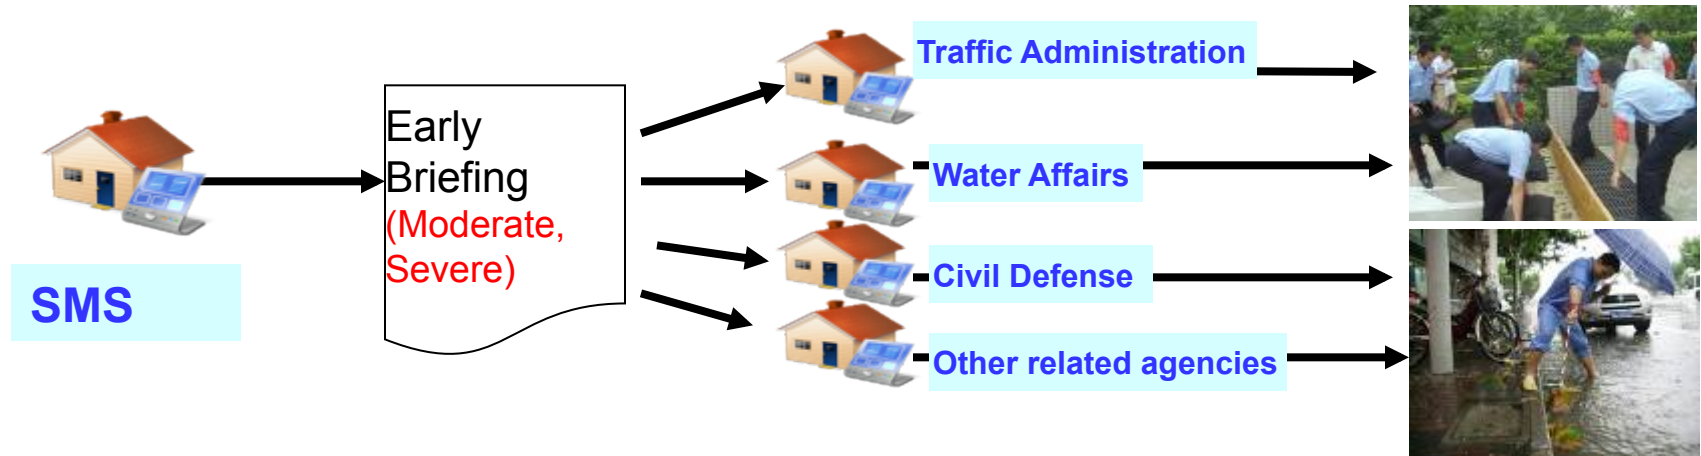 SMS
Early
Briefing
(Moderate,
Severe)
Traffic Administration
Water Affairs
Civil Defense
Other related agencies